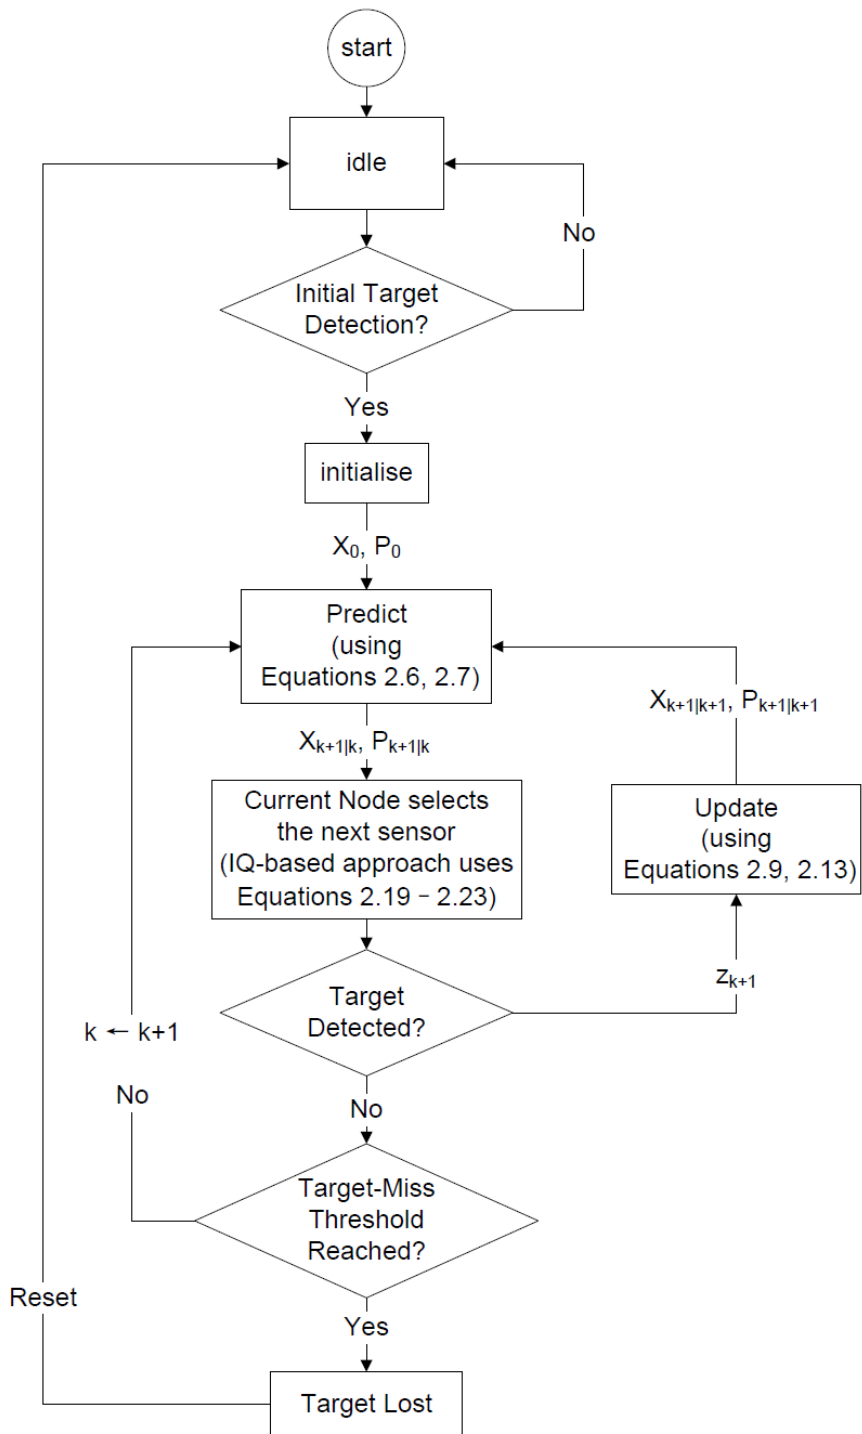 start
idle
No
Initial Target
Detection?
Yes
initialise
X₀, P₀
Predict
(using
Equations 2.6, 2.7)
Xₖ₊₁|ₖ, Pₖ₊₁|ₖ
Xₖ₊₁|ₖ₊₁, Pₖ₊₁|ₖ₊₁
Current Node selects
the next sensor
(IQ-based approach uses
Equations 2.19 – 2.23)
Update
(using
Equations 2.9, 2.13)
Target
Detected?
zₖ₊₁
k ← k+1
No
No
Target-Miss
Threshold
Reached?
Reset
Yes
Target Lost